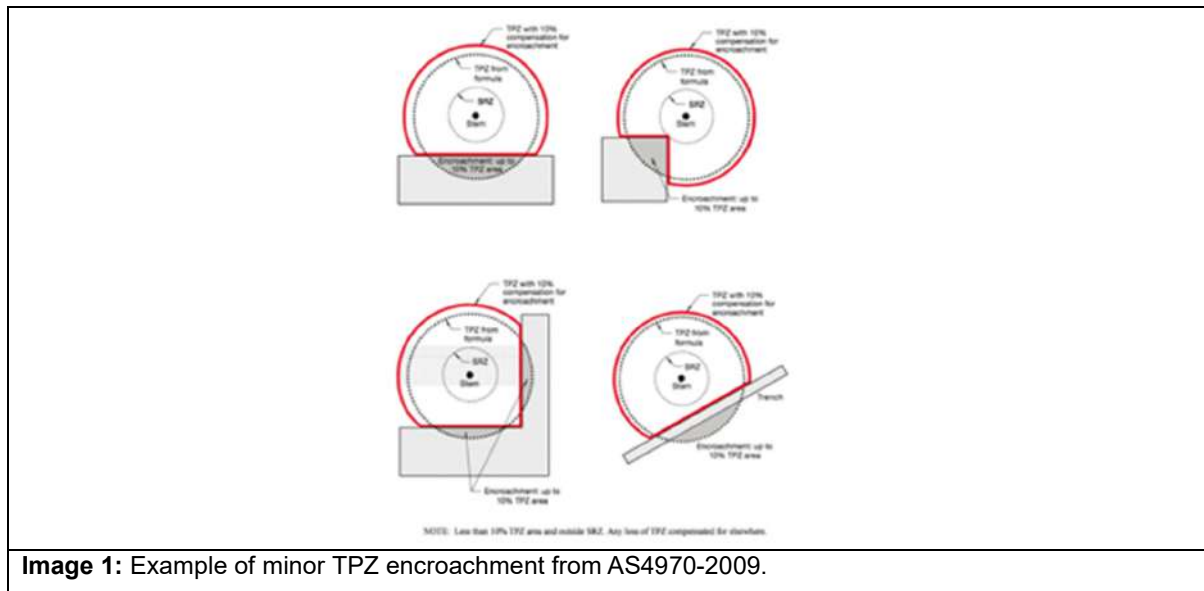 TPZ with 10%
compensation for
encroachment
TPZ from
formula
SRZ
Stem
Encroachment: up to
10% TPZ area
TPZ with 10%
compensation for
encroachment
TPZ from
formula
SRZ
Stem
Encroachment: up to
10% TPZ area
TPZ with 10%
compensation for
encroachment
TPZ from
formula
SRZ
Stem
Encroachment: up to
10% TPZ area
TPZ with 10%
compensation for
encroachment
TPZ from
formula
SRZ
Stem
Trench
Encroachment: up to
10% TPZ area
NOTE: Less than 10% TPZ area and outside SRZ. Any loss of TPZ compensated for elsewhere.
Image 1: Example of minor TPZ encroachment from AS4970-2009.